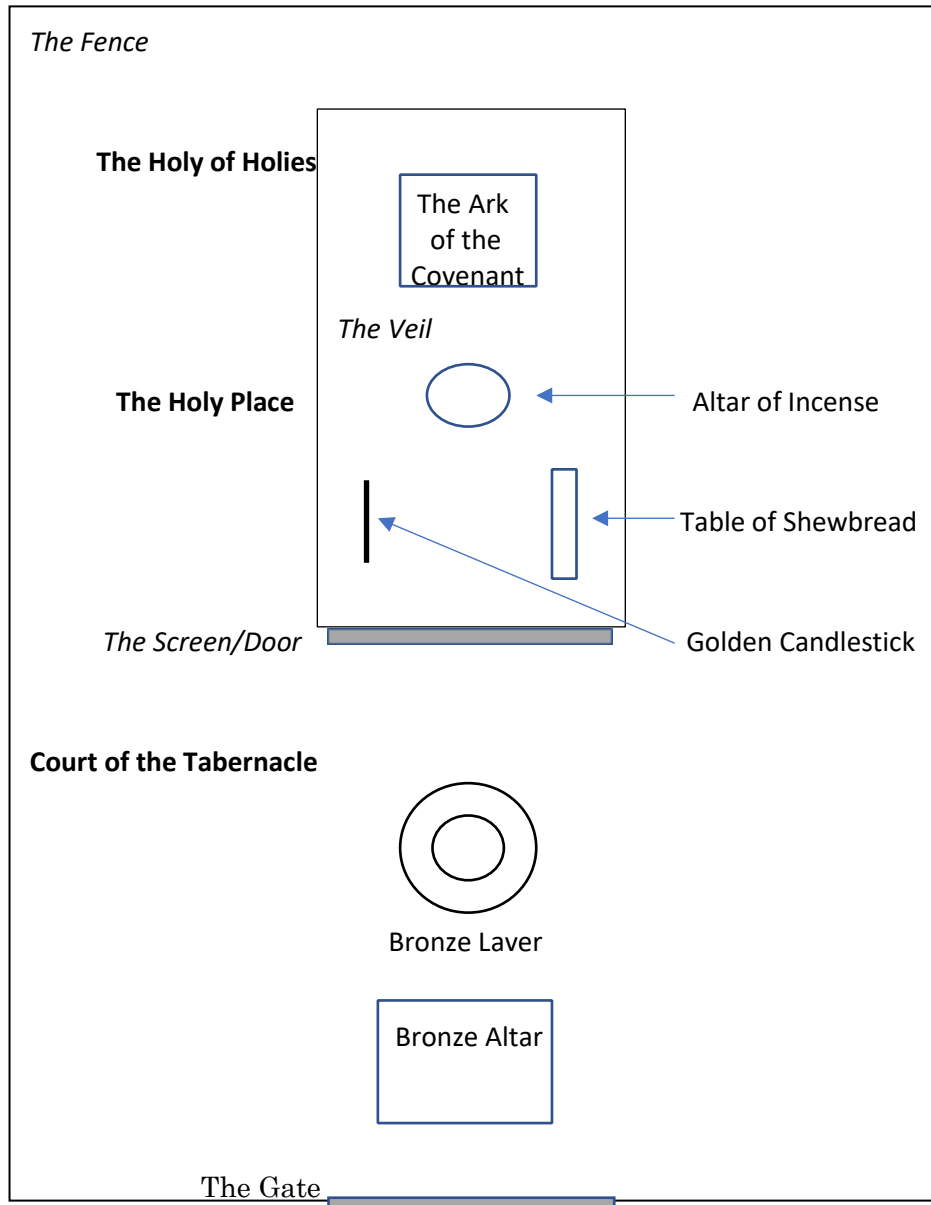 The Fence
The Holy of Holies
The Ark
of the
Covenant
The Veil
The Holy Place
Altar of Incense
Table of Shewbread
The Screen/Door
Golden Candlestick
Court of the Tabernacle
Bronze Laver
Bronze Altar
The Gate